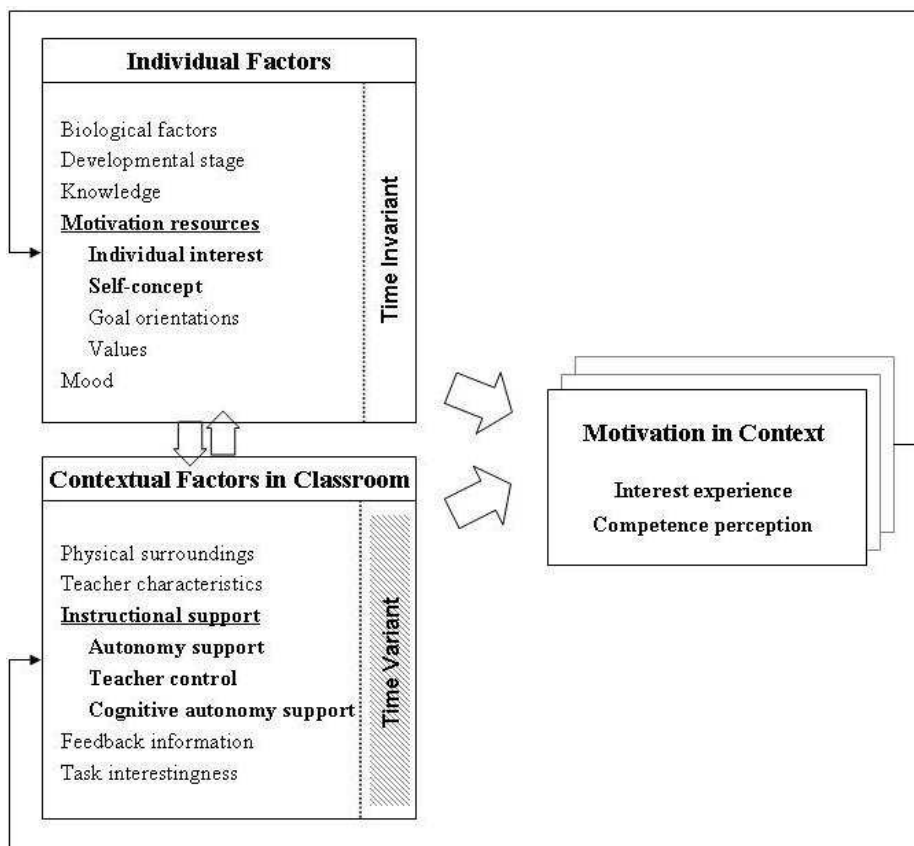 Individual Factors
Biological factors
Developmental stage
Knowledge
Motivation resources
Individual interest
Self-concept
Goal orientations
Values
Mood
Time Invariant
Contextual Factors in Classroom
Physical surroundings
Teacher characteristics
Instructional support
Autonomy support
Teacher control
Cognitive autonomy support
Feedback information
Task interestingness
Time Variant
Motivation in Context
Interest experience
Competence perception